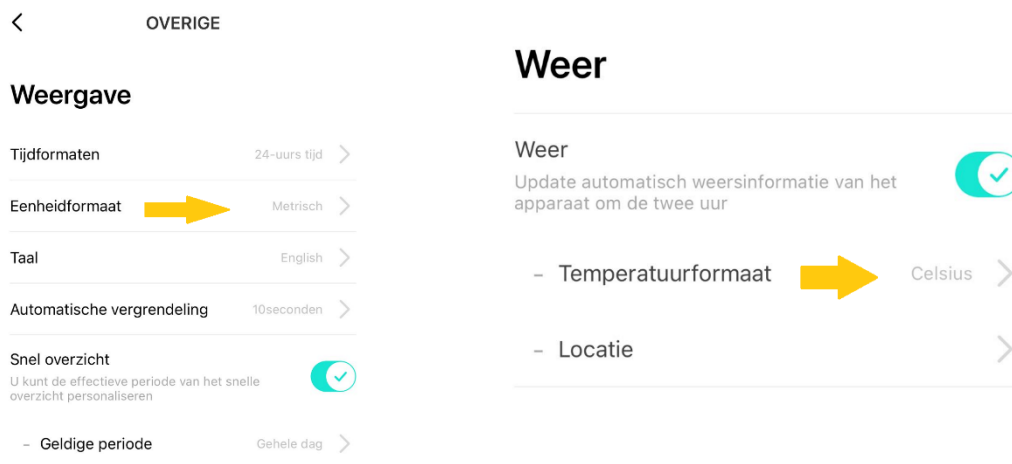 OVERIGE
Weergave
Tijdformaten 24-uurs tijd
Eenheidformaat Metrisch
Taal English
Automatische vergrendeling 10seconden
Snel overzicht
U kunt de effectieve periode van het snelle
overzicht personaliseren
- Geldige periode Gehele dag
Weer
Weer
Update automatisch weersinformatie van het
apparaat om de twee uur
- Temperatuurformaat Celsius
- Locatie